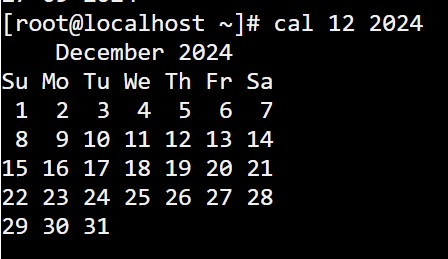 [root@localhost ~]# cal 12 2024
    December 2024
Su Mo Tu We Th Fr Sa
 1  2  3  4  5  6  7
 8  9 10 11 12 13 14
15 16 17 18 19 20 21
22 23 24 25 26 27 28
29 30 31